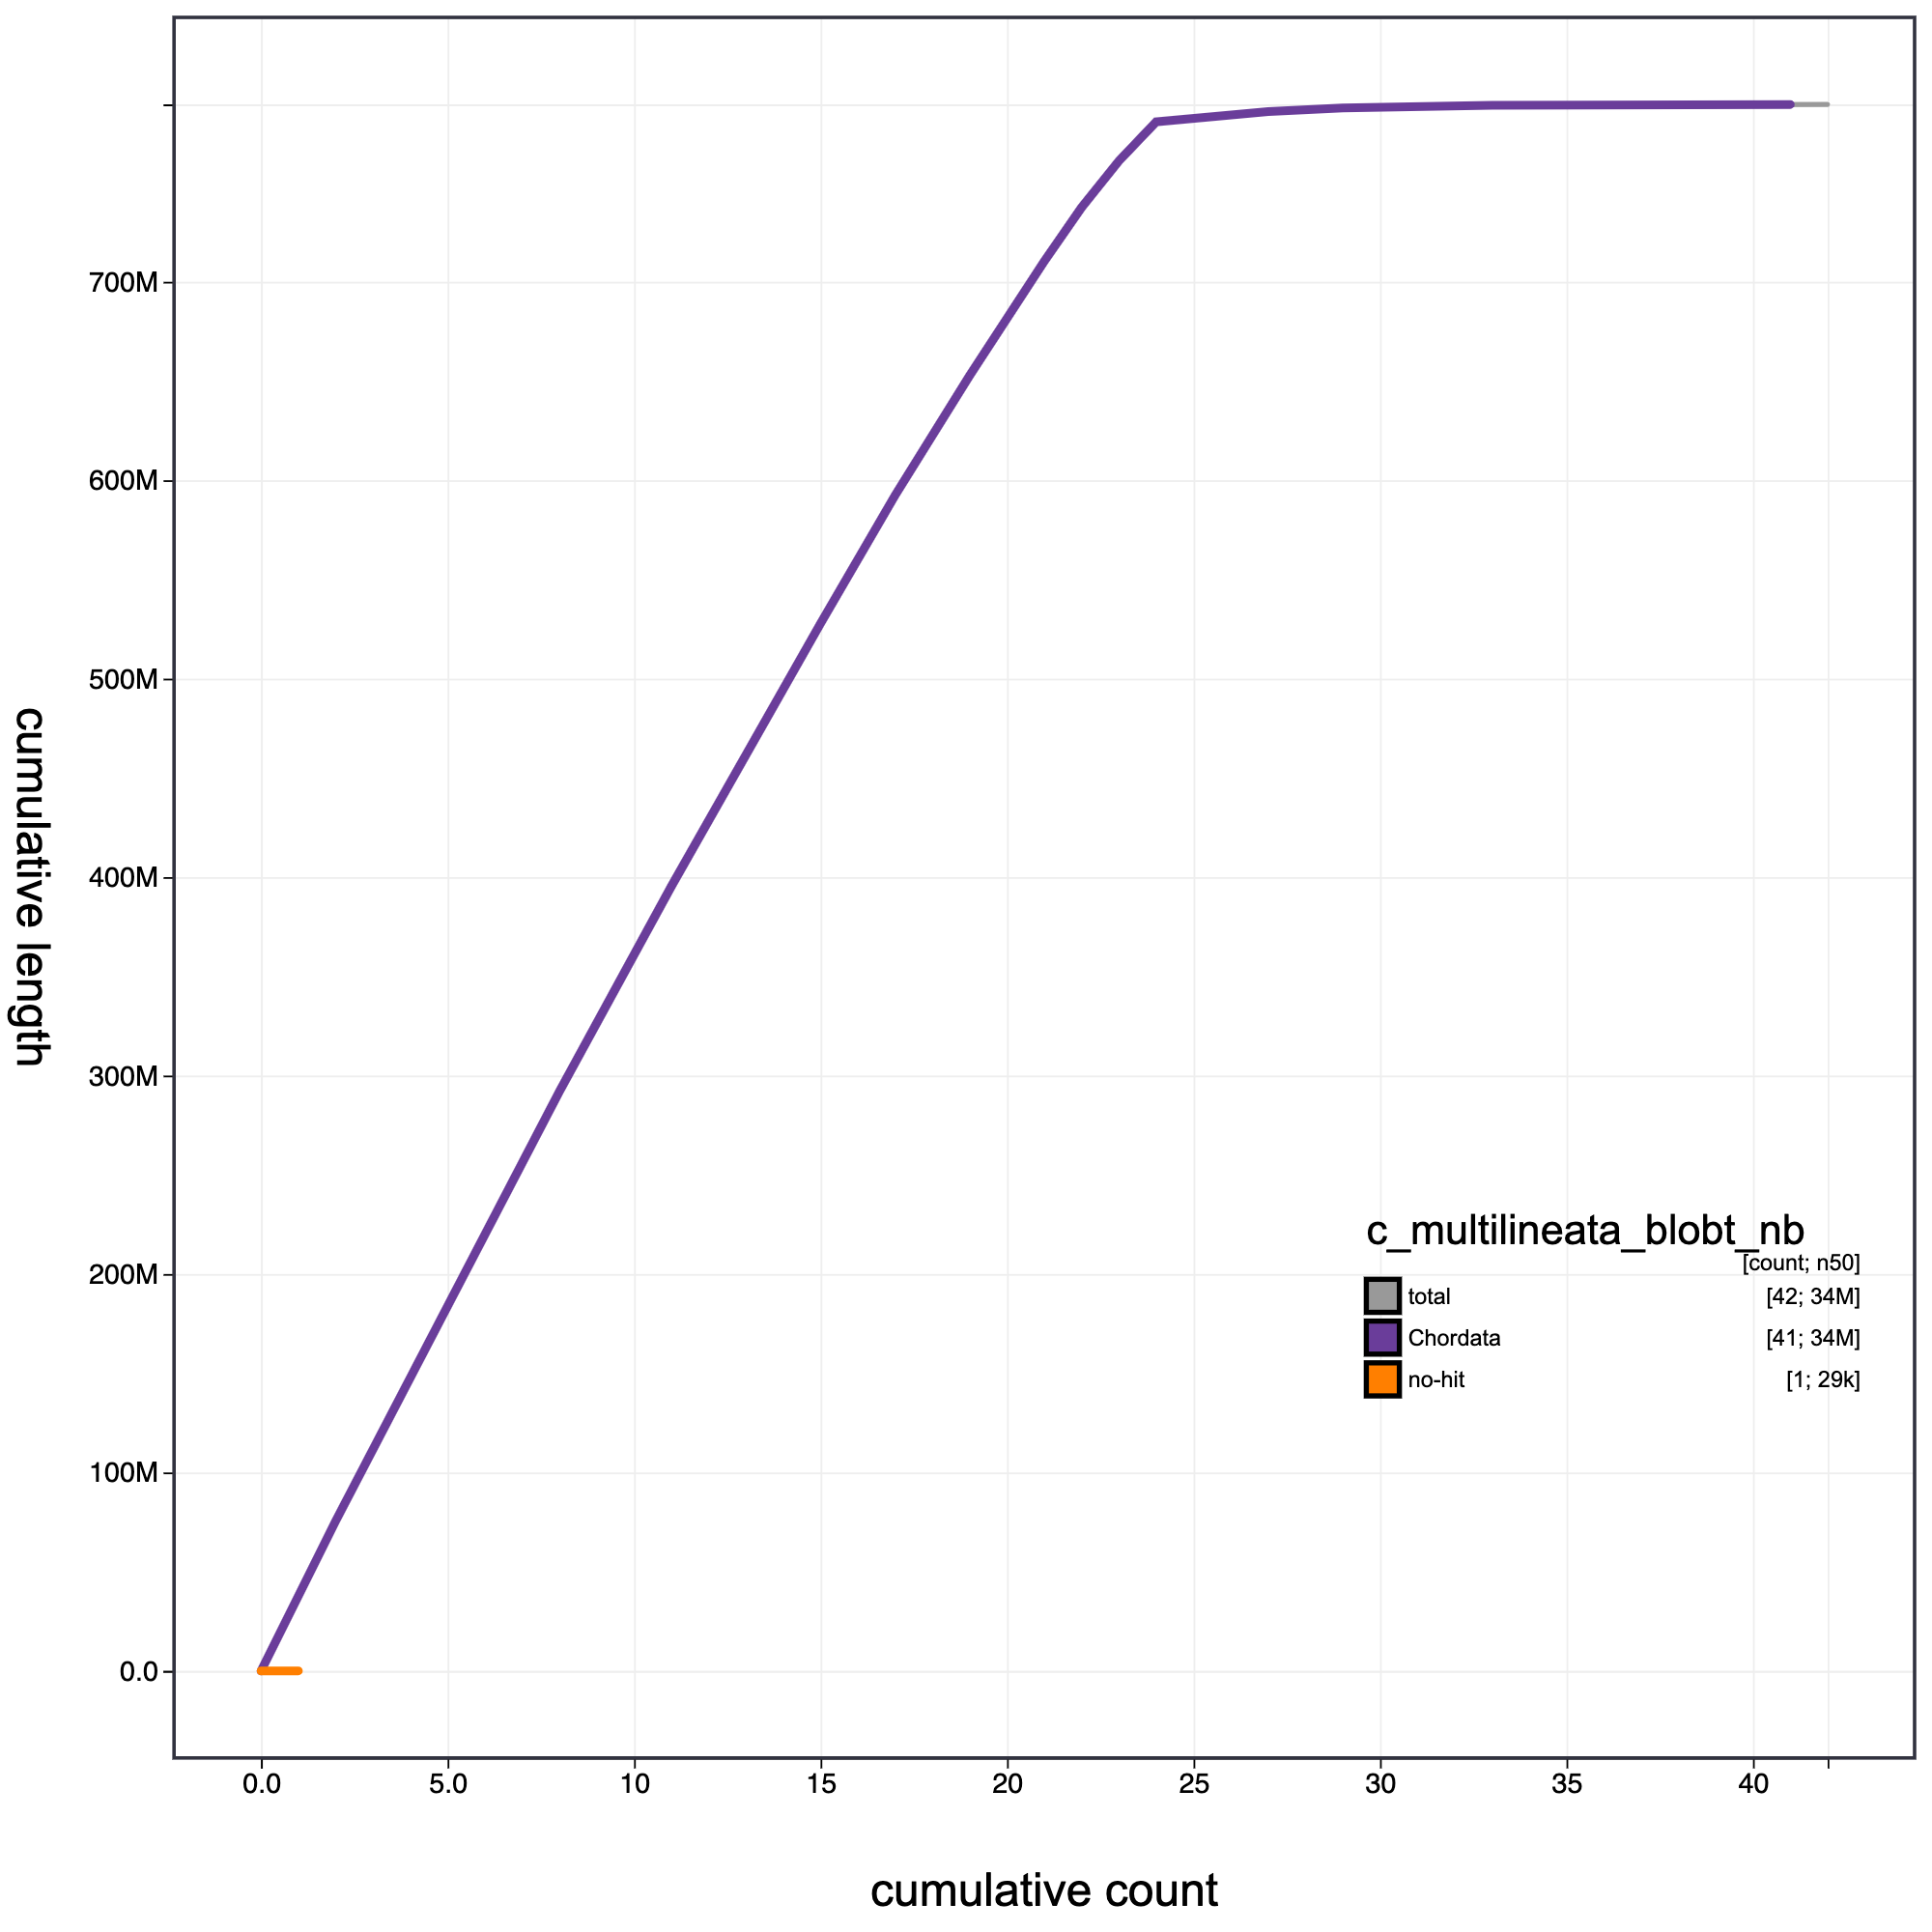 cumulative length
700M
600M
500M
400M
300M
200M
100M
0.0
c_multilineata_blobt_nb
[count; n50]
total [42; 34M]
Chordata [41; 34M]
no-hit [1; 29k]
0.0 5.0 10 15 20 25 30 35 40
cumulative count